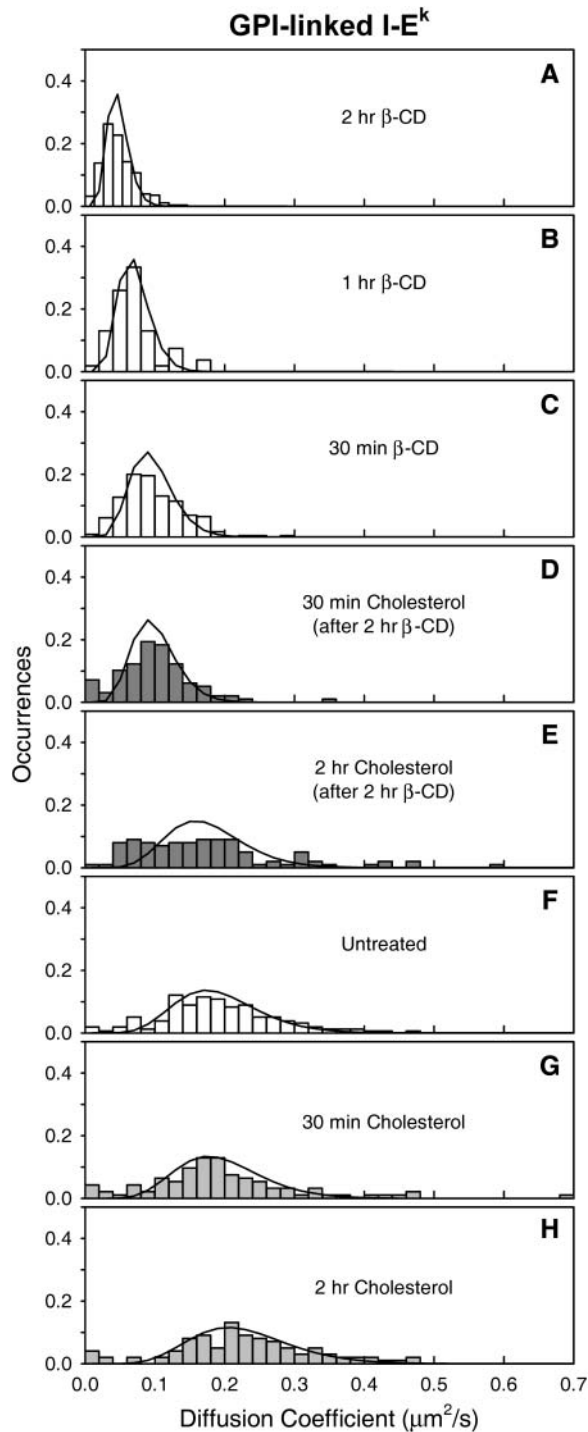 GPI-linked I-Eᵏ
A
2 hr β-CD
0.4
0.2
0.0
B
1 hr β-CD
0.4
0.2
0.0
C
30 min β-CD
0.4
0.2
0.0
D
30 min Cholesterol
(after 2 hr β-CD)
0.4
0.2
0.0
E
2 hr Cholesterol
(after 2 hr β-CD)
0.4
0.2
0.0
F
Untreated
0.4
0.2
0.0
G
30 min Cholesterol
0.4
0.2
0.0
H
2 hr Cholesterol
0.4
0.2
0.0
Occurrences
0.0 0.1 0.2 0.3 0.4 0.5 0.6 0.7
Diffusion Coefficient (μm²/s)